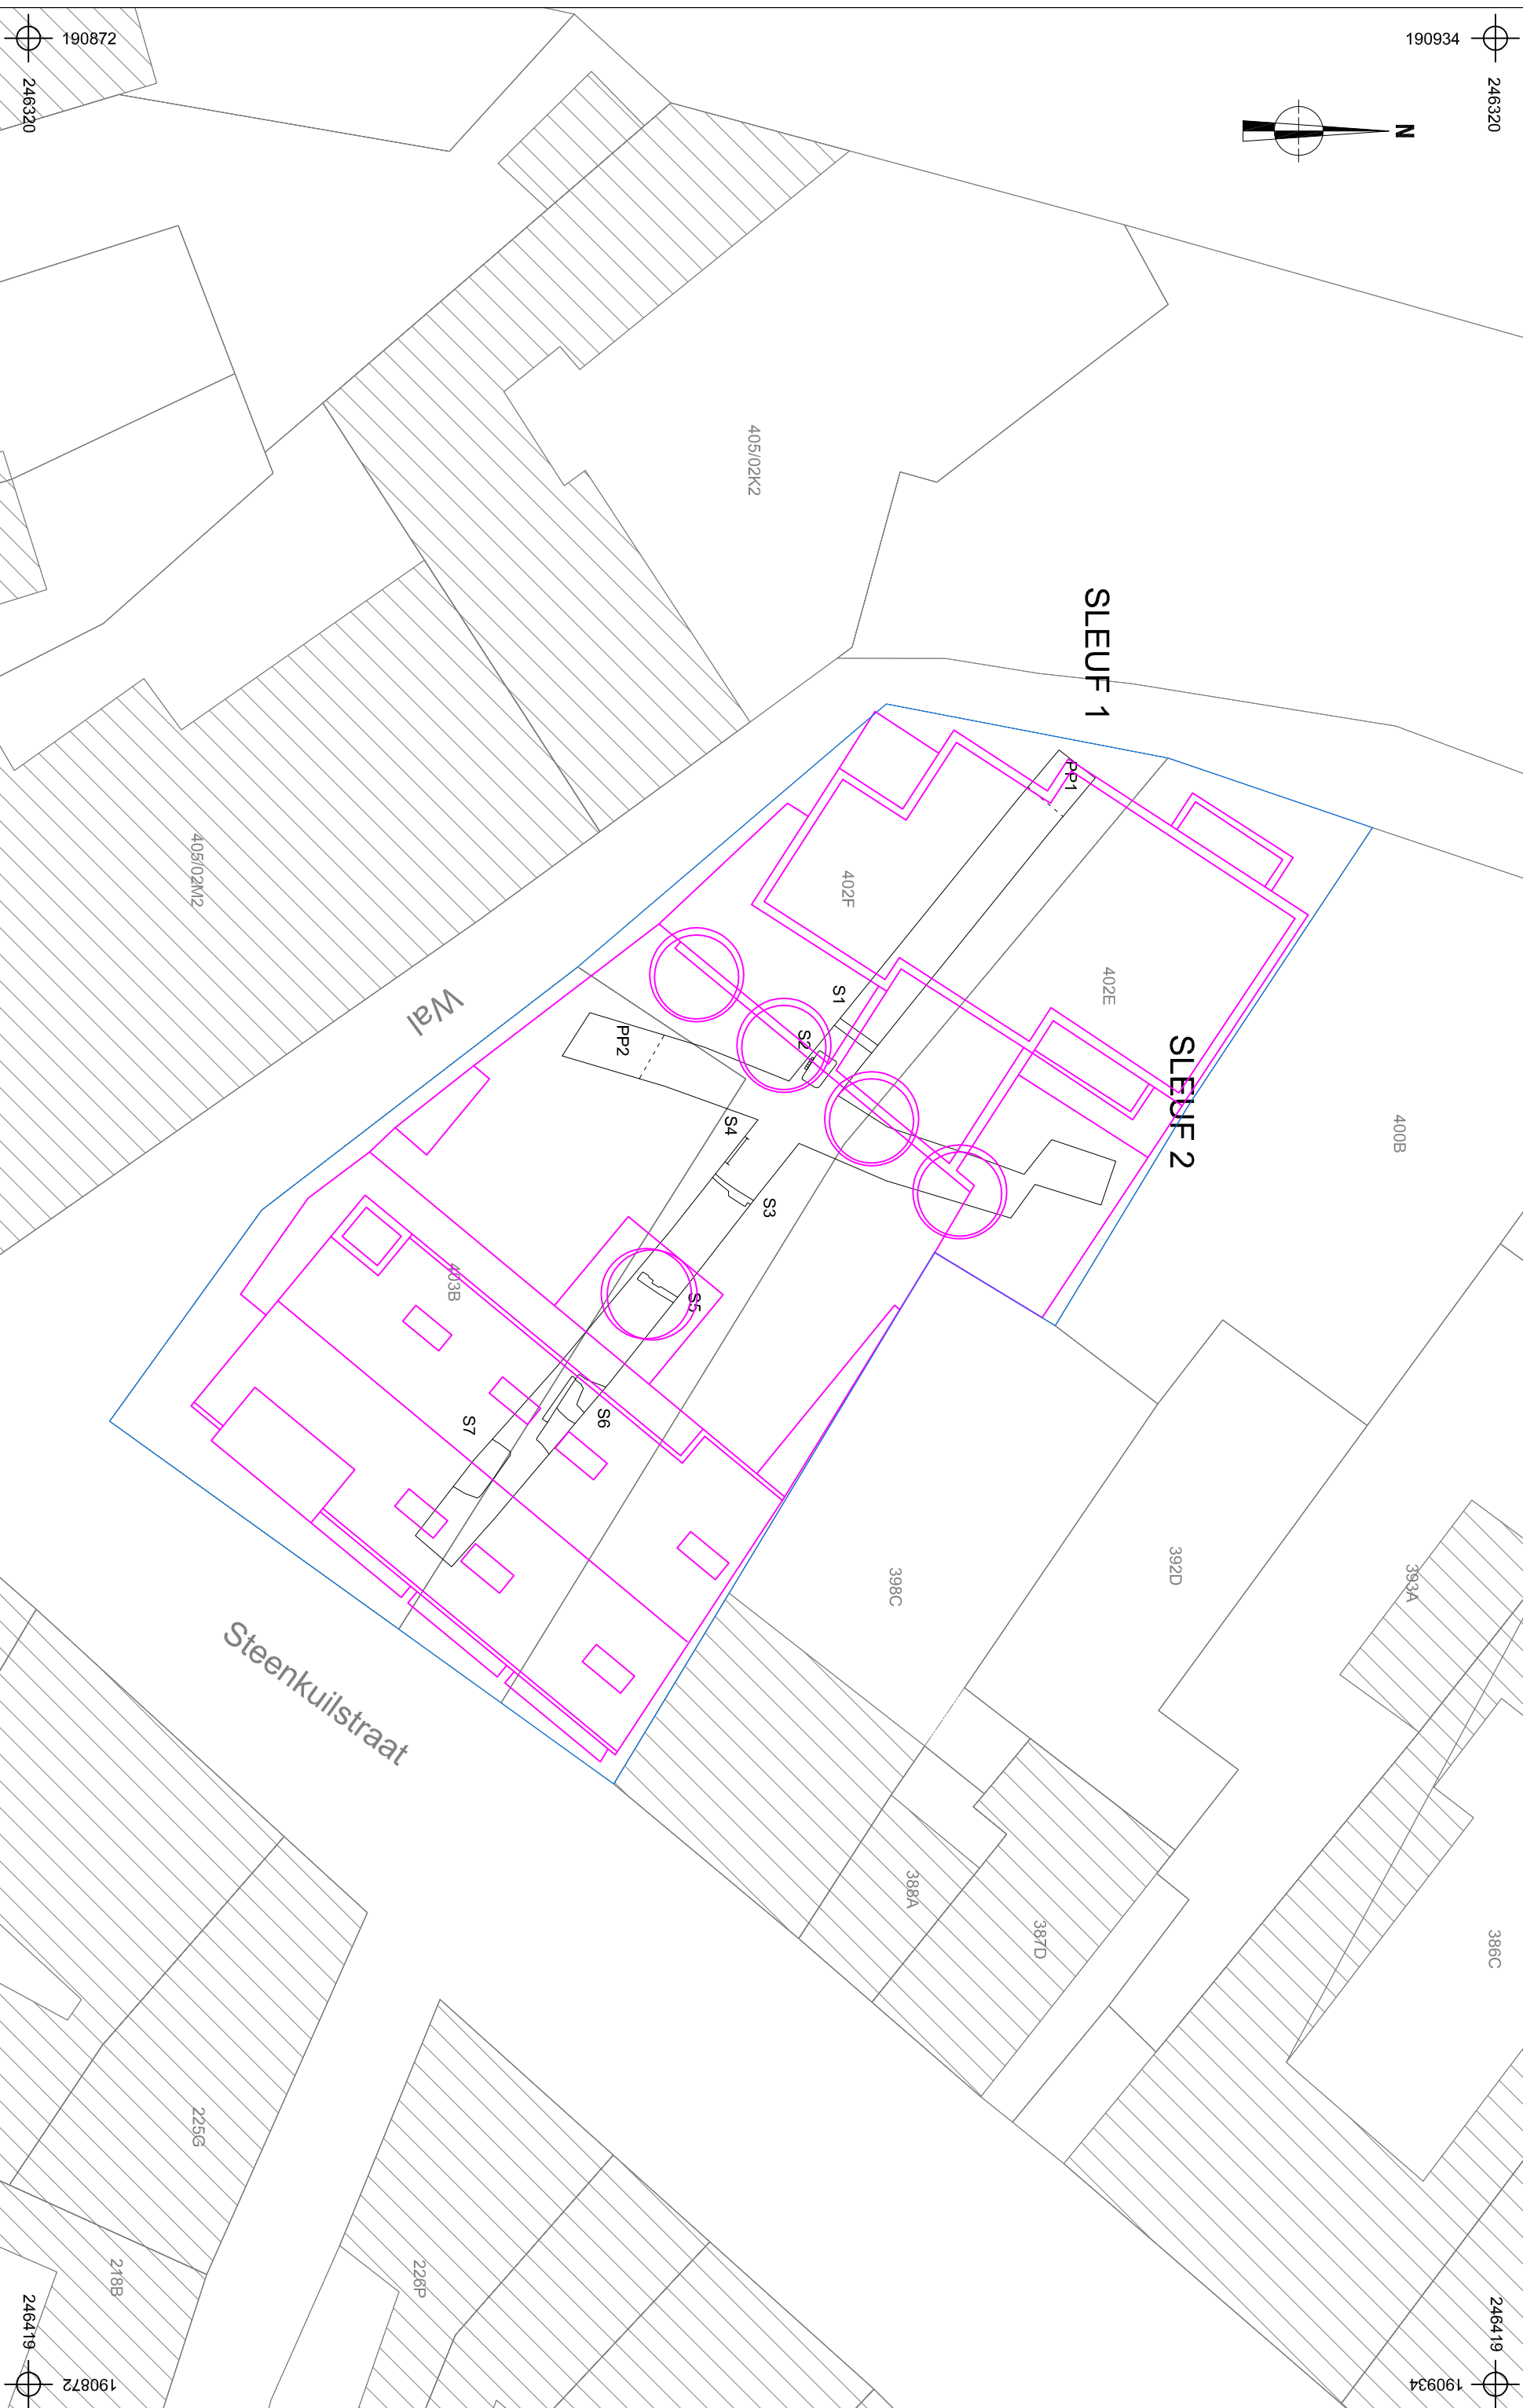 190872
246320
190934
246320
N
405/02K2
SLEUF 1
PP1
405/02M2
402F
402E
SLEUF 2
400B
Wal
S1
S2
PP2
S4
S3
403B
S5
S6
S7
398C
392D
393A
Steenkuilstraat
388A
387D
386C
225G
218B
226P
246419
190872
246419
190934